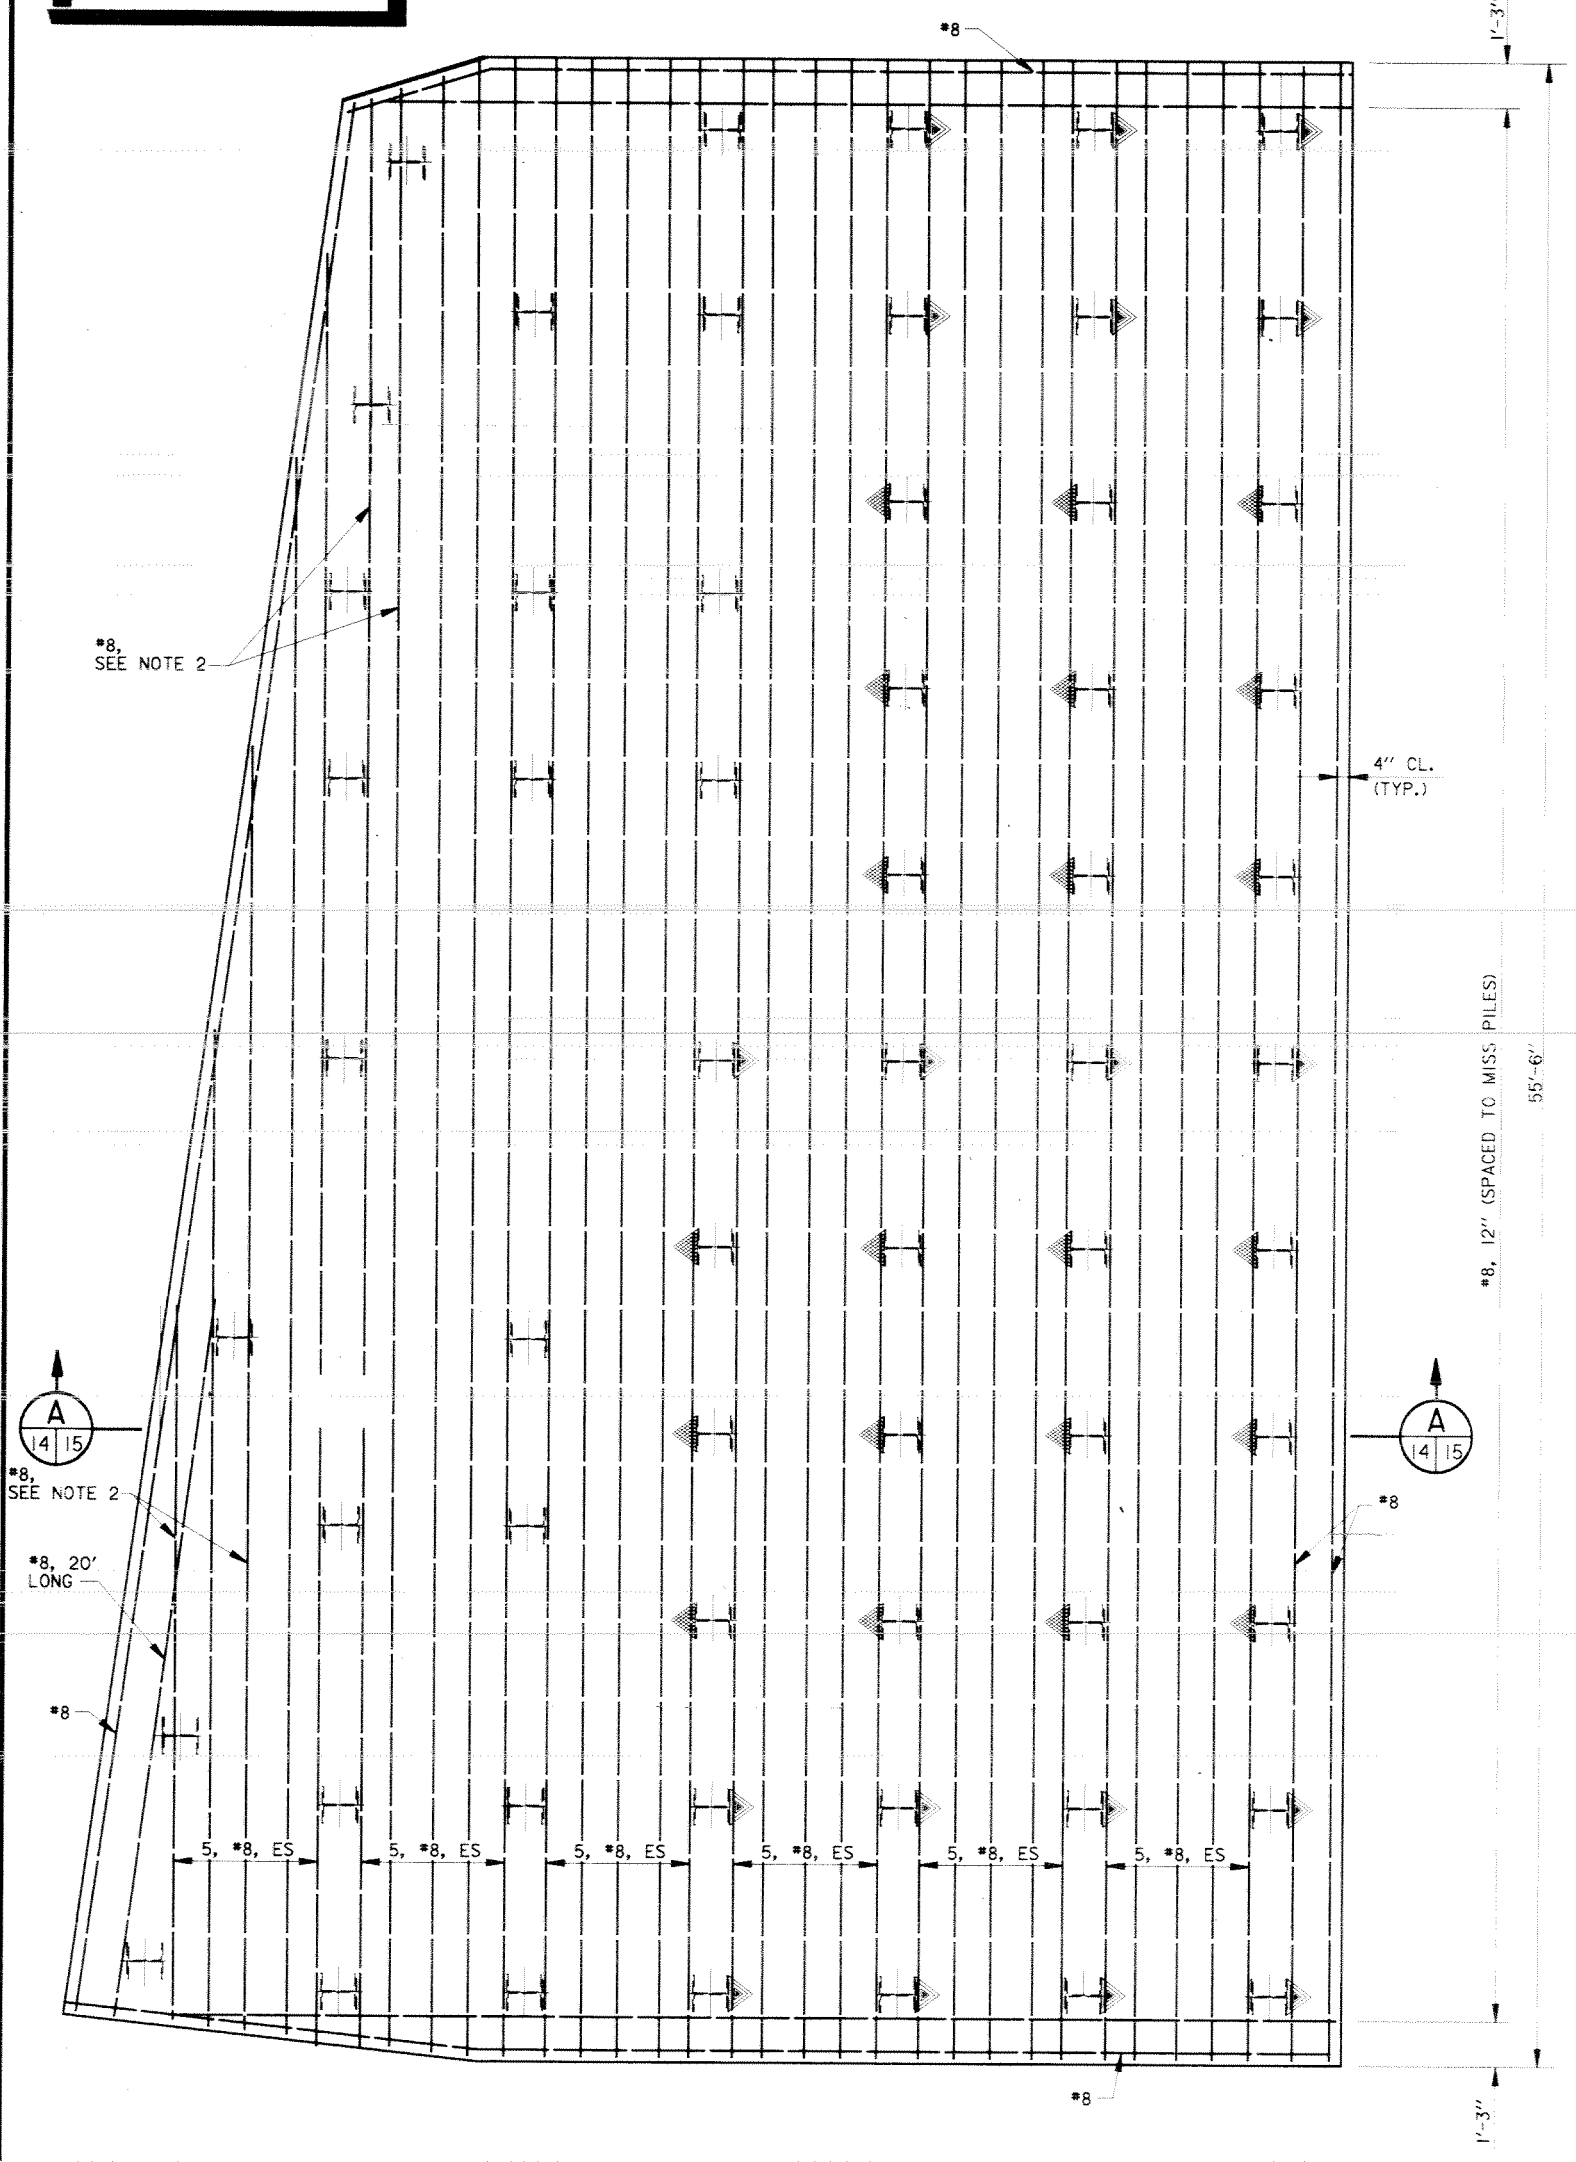 #8
1'-3"
#8,
SEE NOTE 2
4" CL.
(TYP.)
#8, 12" (SPACED TO MISS PILES)
55'-6"
A
14 15
A
14 15
#8,
SEE NOTE 2
#8
#8, 20'
LONG
#8
5, #8, ES
5, #8, ES
5, #8, ES
5, #8, ES
5, #8, ES
5, #8, ES
#8
1'-3"